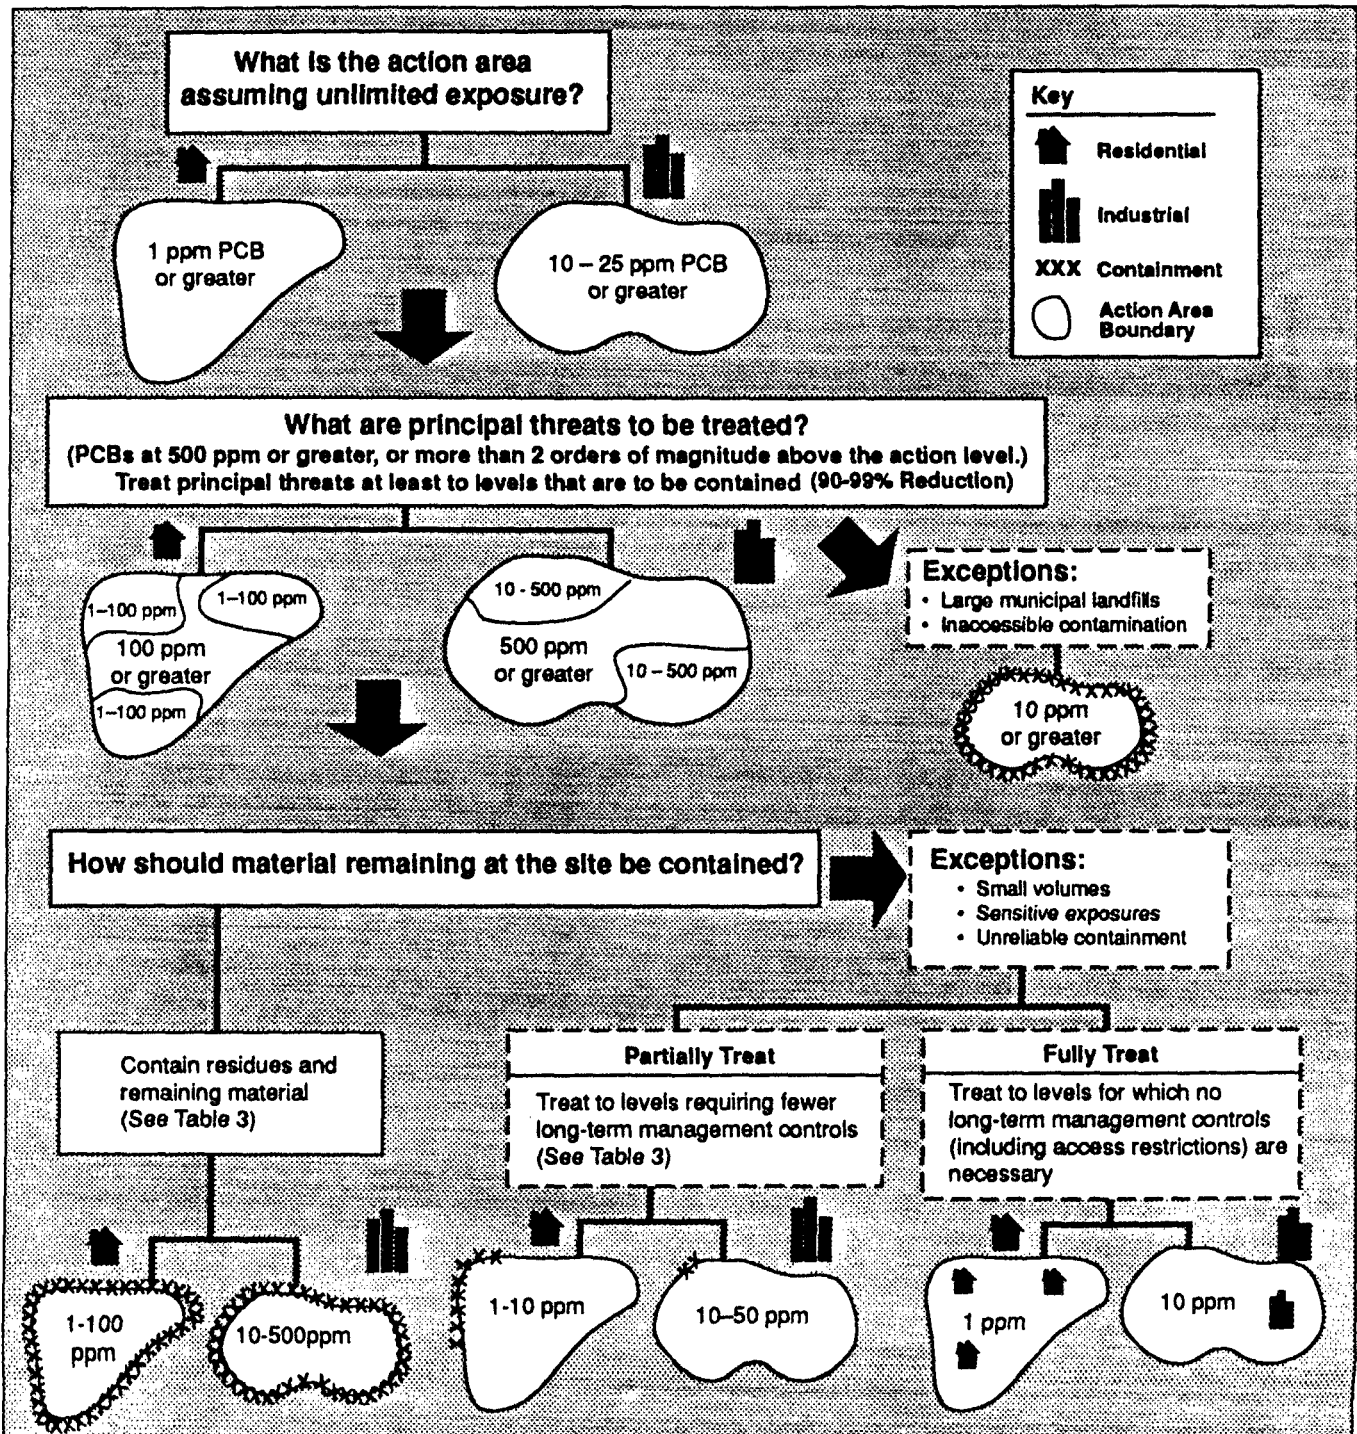 What is the action area
assuming unlimited exposure?
Key
Residential
Industrial
XXX Containment
Action Area
Boundary
1 ppm PCB
or greater
10 – 25 ppm PCB
or greater
What are principal threats to be treated?
(PCBs at 500 ppm or greater, or more than 2 orders of magnitude above the action level.)
Treat principal threats at least to levels that are to be contained (90-99% Reduction)
1–100 ppm
1–100 ppm
100 ppm
or greater
1–100 ppm
10 - 500 ppm
500 ppm
or greater
10 – 500 ppm
Exceptions:
• Large municipal landfills
• Inaccessible contamination
10 ppm
or greater
How should material remaining at the site be contained?
Exceptions:
• Small volumes
• Sensitive exposures
• Unreliable containment
Contain residues and
remaining material
(See Table 3)
Partially Treat
Treat to levels requiring fewer
long-term management controls
(See Table 3)
Fully Treat
Treat to levels for which no
long-term management controls
(including access restrictions) are
necessary
1-100
ppm
10-500ppm
1-10 ppm
10–50 ppm
1 ppm
10 ppm